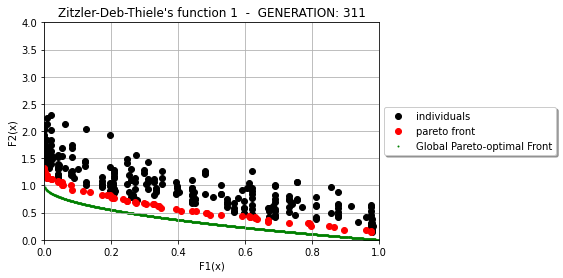 Zitzler-Deb-Thiele's function 1 - GENERATION: 311
4.0
3.5
3.0
2.5
2.0
1.5
1.0
0.5
0.0
F2(x)
0.0 0.2 0.4 0.6 0.8 1.0
F1(x)
individuals
pareto front
Global Pareto-optimal Front